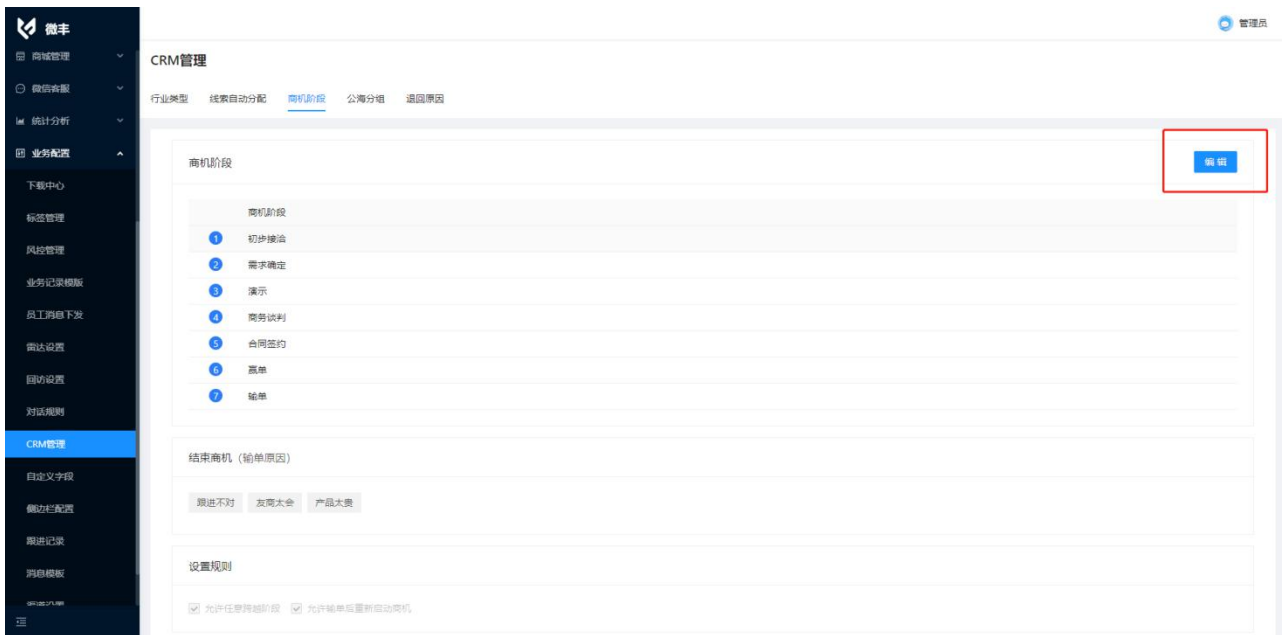 微丰
管理员
商城管理
微信客服
统计分析
业务配置
下载中心
标签管理
风控管理
业务记录模版
员工消息下发
雷达设置
回访设置
对话规则
CRM管理
自定义字段
侧边栏配置
跟进记录
消息模板
CRM管理
行业类型 线索自动分配 商机阶段 公海分组 退回原因
商机阶段
编辑
商机阶段
1 初步接洽
2 需求确定
3 演示
4 商务谈判
5 合同签约
6 赢单
7 输单
结束商机（输单原因）
跟进不对 友商太会 产品太贵
设置规则
允许任意跨越阶段 允许输单后重新启动商机